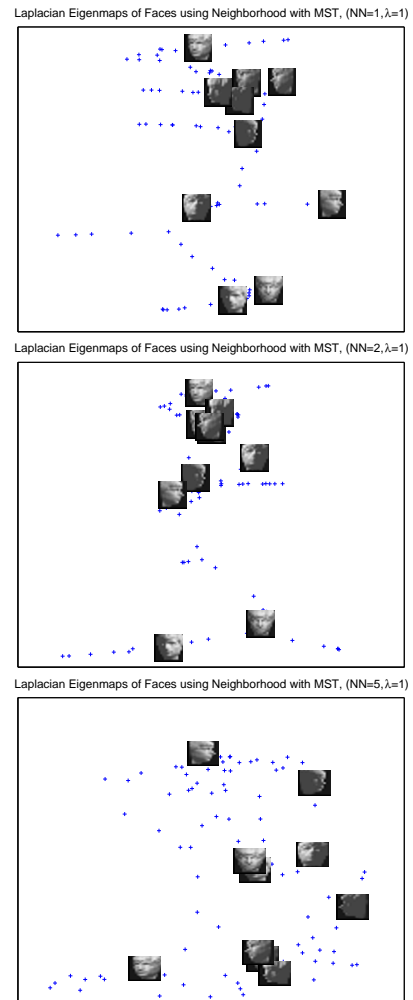 Laplacian Eigenmaps of Faces using Neighborhood with MST, (NN=1,λ=1)
Laplacian Eigenmaps of Faces using Neighborhood with MST, (NN=2,λ=1)
Laplacian Eigenmaps of Faces using Neighborhood with MST, (NN=5,λ=1)